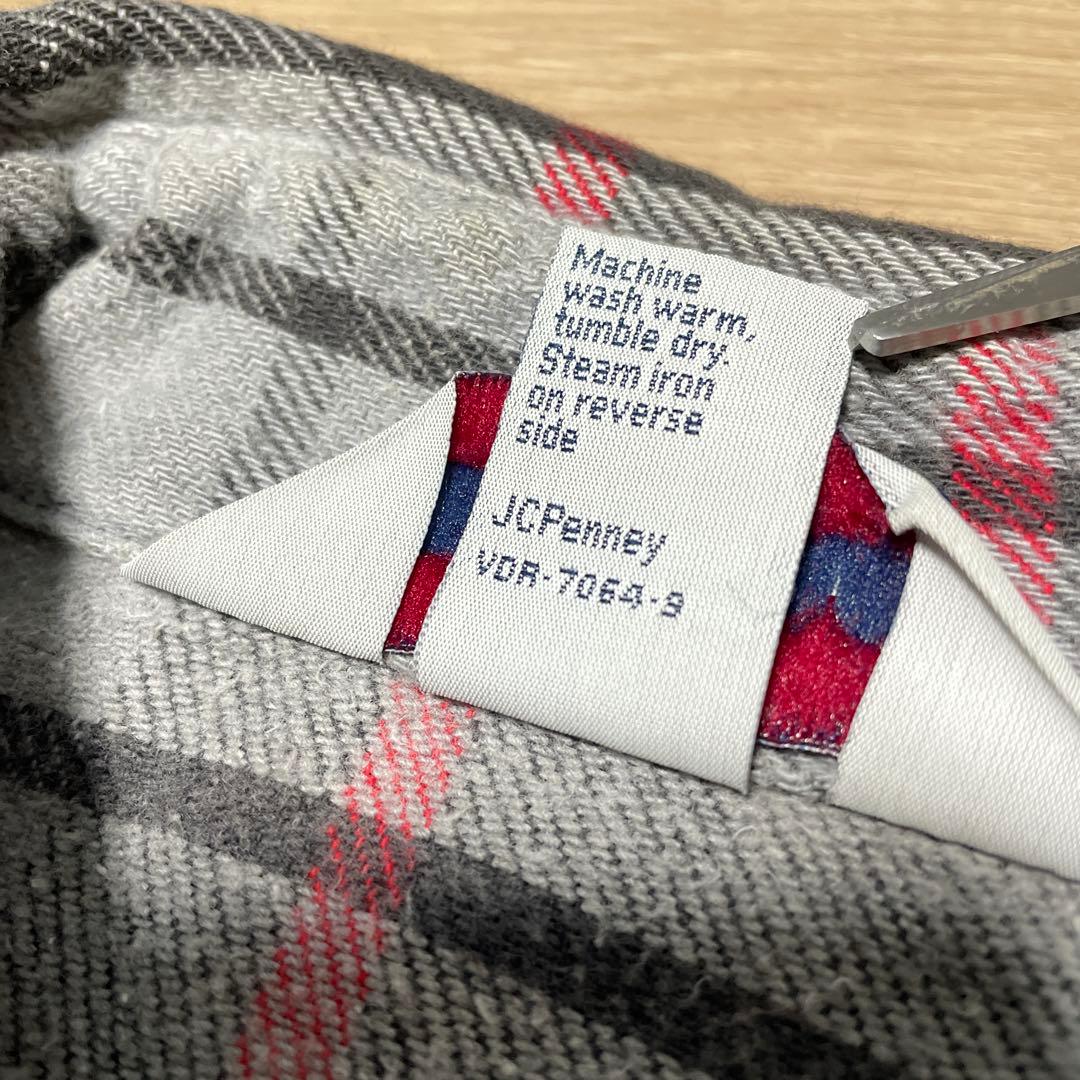 Machine
wash warm,
tumble dry.
Steam iron
on reverse
side
JCPenney
VDR-7064-9